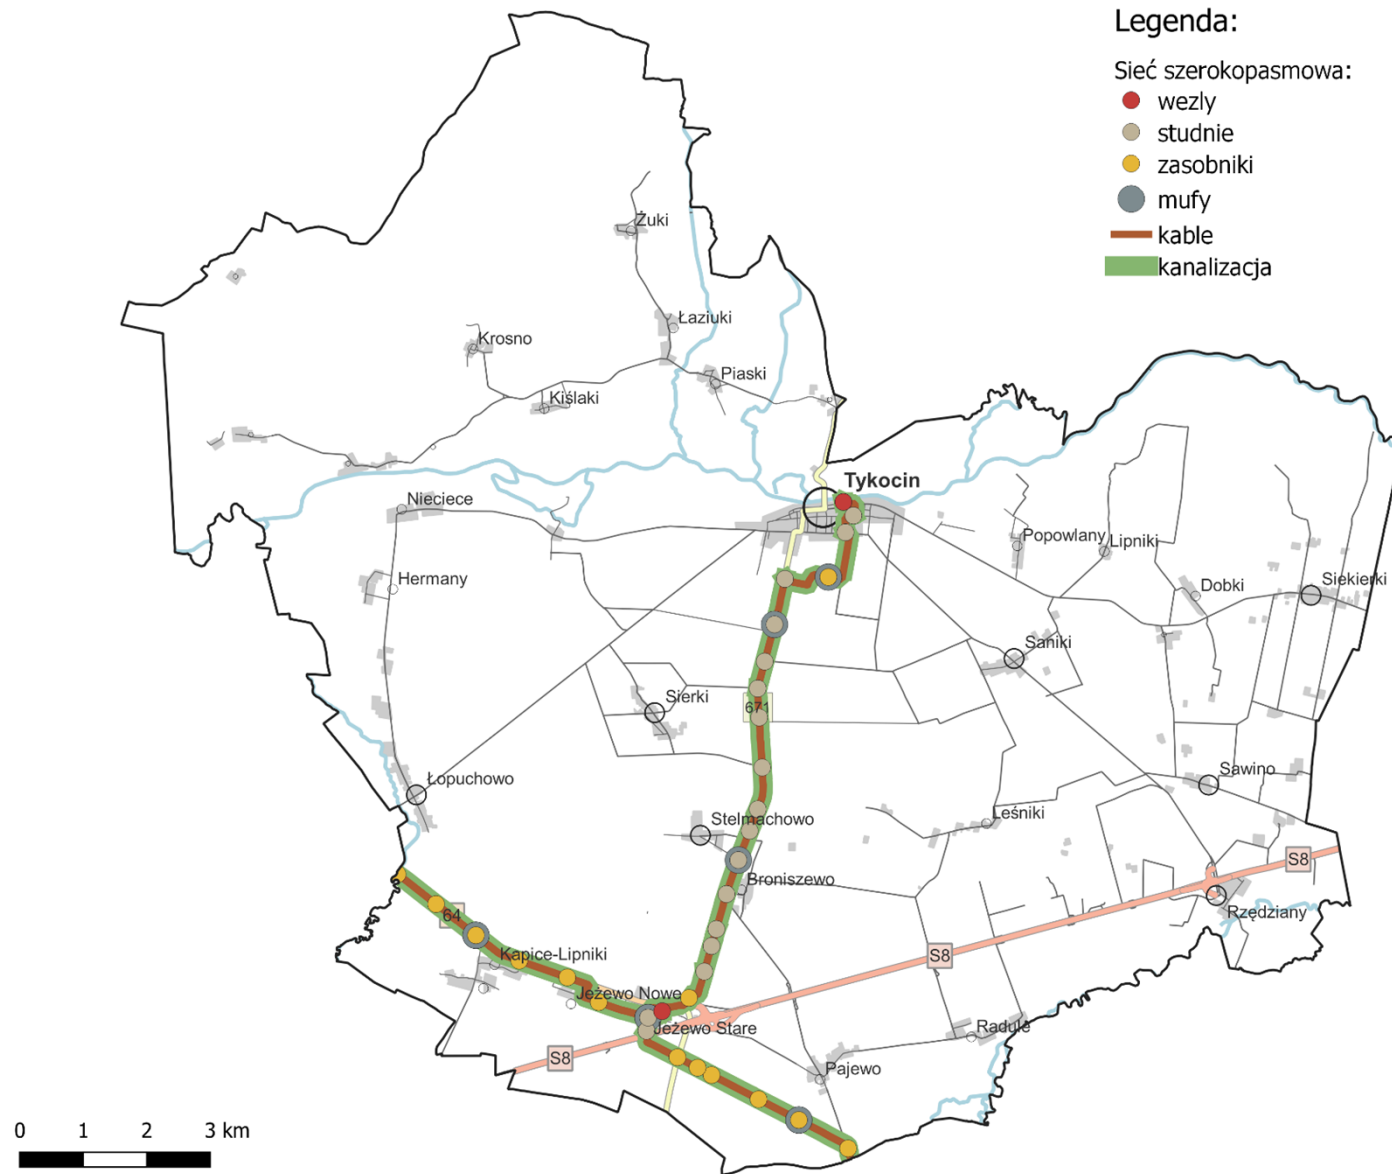 Legenda:
Sieć szerokopasmowa:
wezly
studnie
zasobniki
mufy
kable
kanalizacja
Żuki
Łaziuki
Krosno
Piaski
Kiślaki
Tykocin
Nieciece
Popowlany
Lipniki
Hermany
Dobki
Siekierki
Saniki
Sierki
671
Łopuchowo
Sawino
Stelmachowo
Leśniki
S8
Broniszewo
64
Rzędziany
Kapice-Lipniki
S8
Jeżewo Nowe
Jeżewo Stare
Radule
S8
Pajewo
0 1 2 3 km